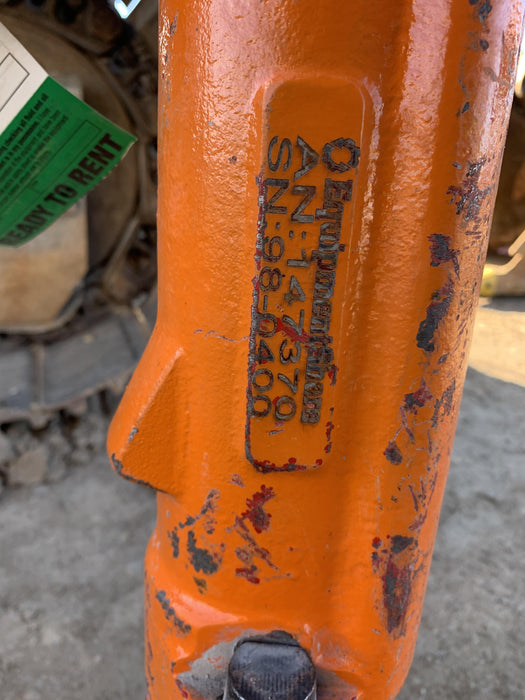 EquipmentShare
AN:147370
SN:98-0400
READY TO RENT